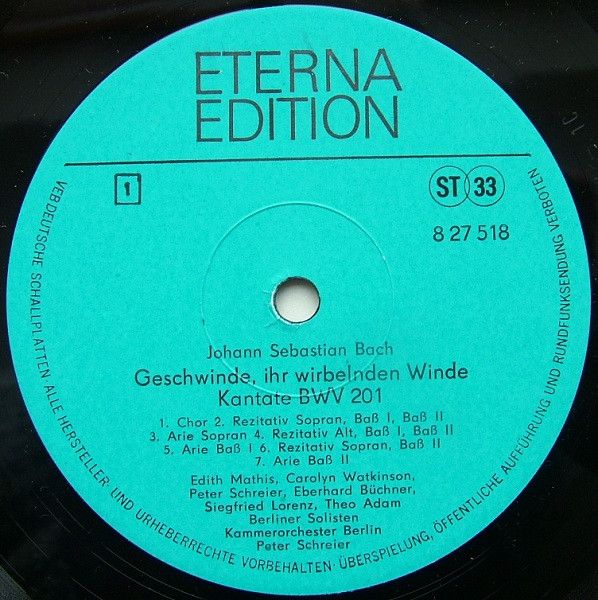 ETERNA
EDITION
1
ST 33
8 27 518
Johann Sebastian Bach
Geschwinde, ihr wirbelnden Winde
Kantate BWV 201
1. Chor 2. Rezitativ Sopran, Baß I, Baß II
3. Arie Sopran 4. Rezitativ Alt, Baß I, Baß II
5. Arie Baß I 6. Rezitativ Sopran, Baß II
7. Arie Baß II
Edith Mathis, Carolyn Watkinson,
Peter Schreier, Eberhard Büchner,
Siegfried Lorenz, Theo Adam
Berliner Solisten
Kammerorchester Berlin
Peter Schreier
VEB DEUTSCHE SCHALLPLATTEN ALLE HERSTELLER- UND URHEBERRECHTE VORBEHALTEN · ÜBERSPIELUNG, ÖFFENTLICHE AUFFÜHRUNG UND RUNDFUNKSENDUNG VERBOTEN